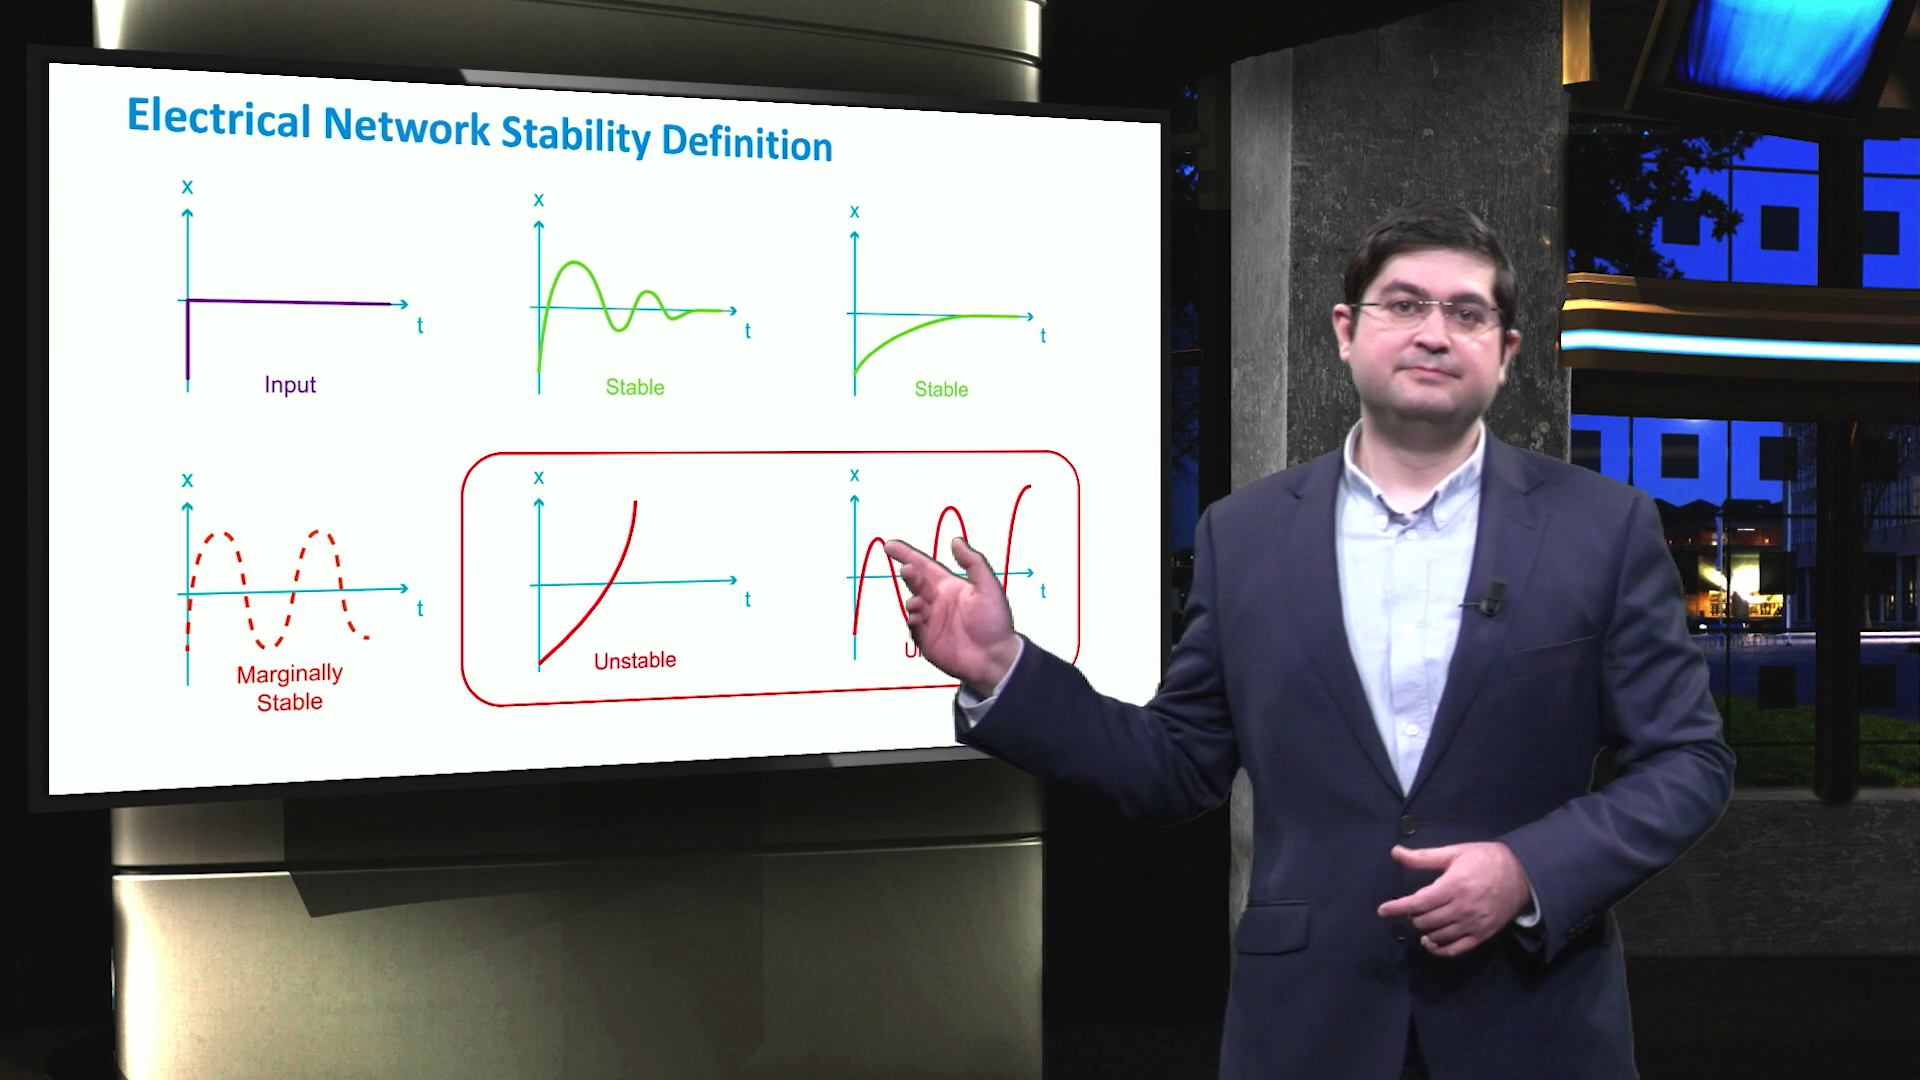 Electrical Network Stability Definition
x
x
x
t
t
t
Input
Stable
Stable
x
x
x
t
t
t
Marginally
Stable
Unstable